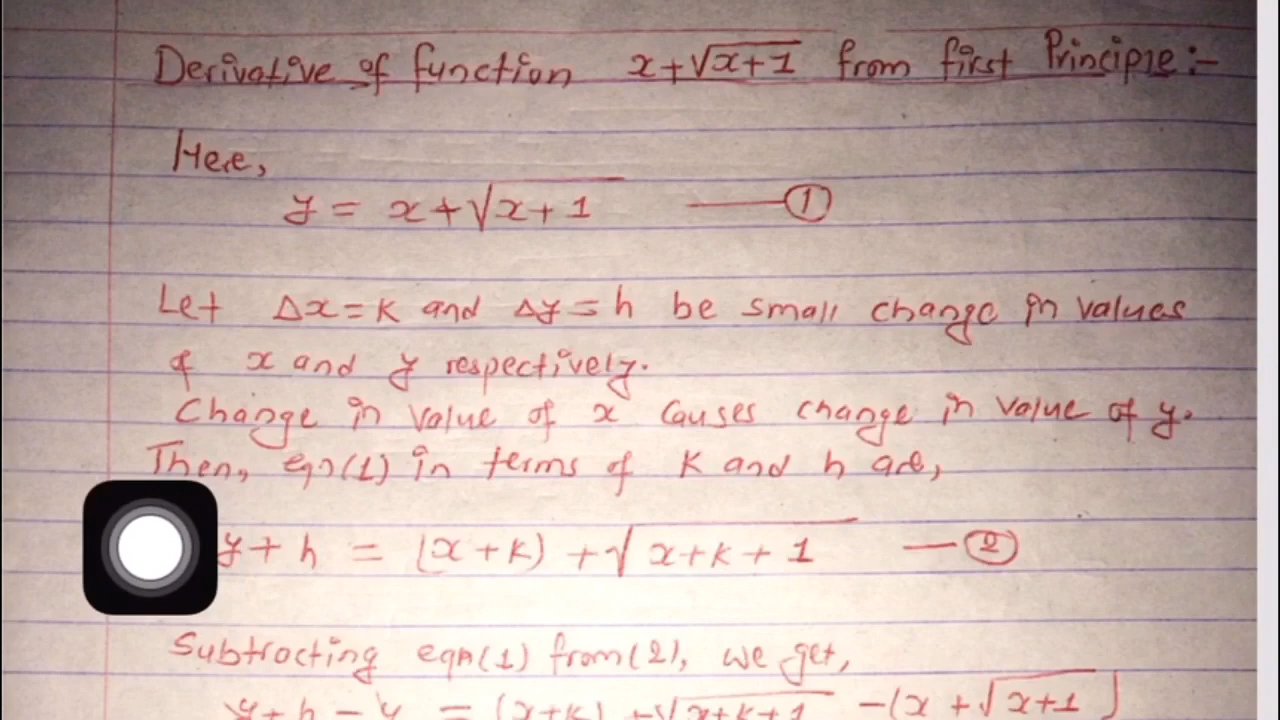 Derivative of function x+√x+1 from first Principle:-
Here,
y = x+√x+1 —— ①
Let Δx=K and Δy=h be small change in values
of x and y respectively.
Change in value of x causes change in value of y.
Then, eqn(1) in terms of K and h are,
y+h = (x+K) +√x+K+1 —②
Subtracting eqn(1) from(2), we get,
y+h-y = (x+K) +√x+K+1 -(x+√x+1)